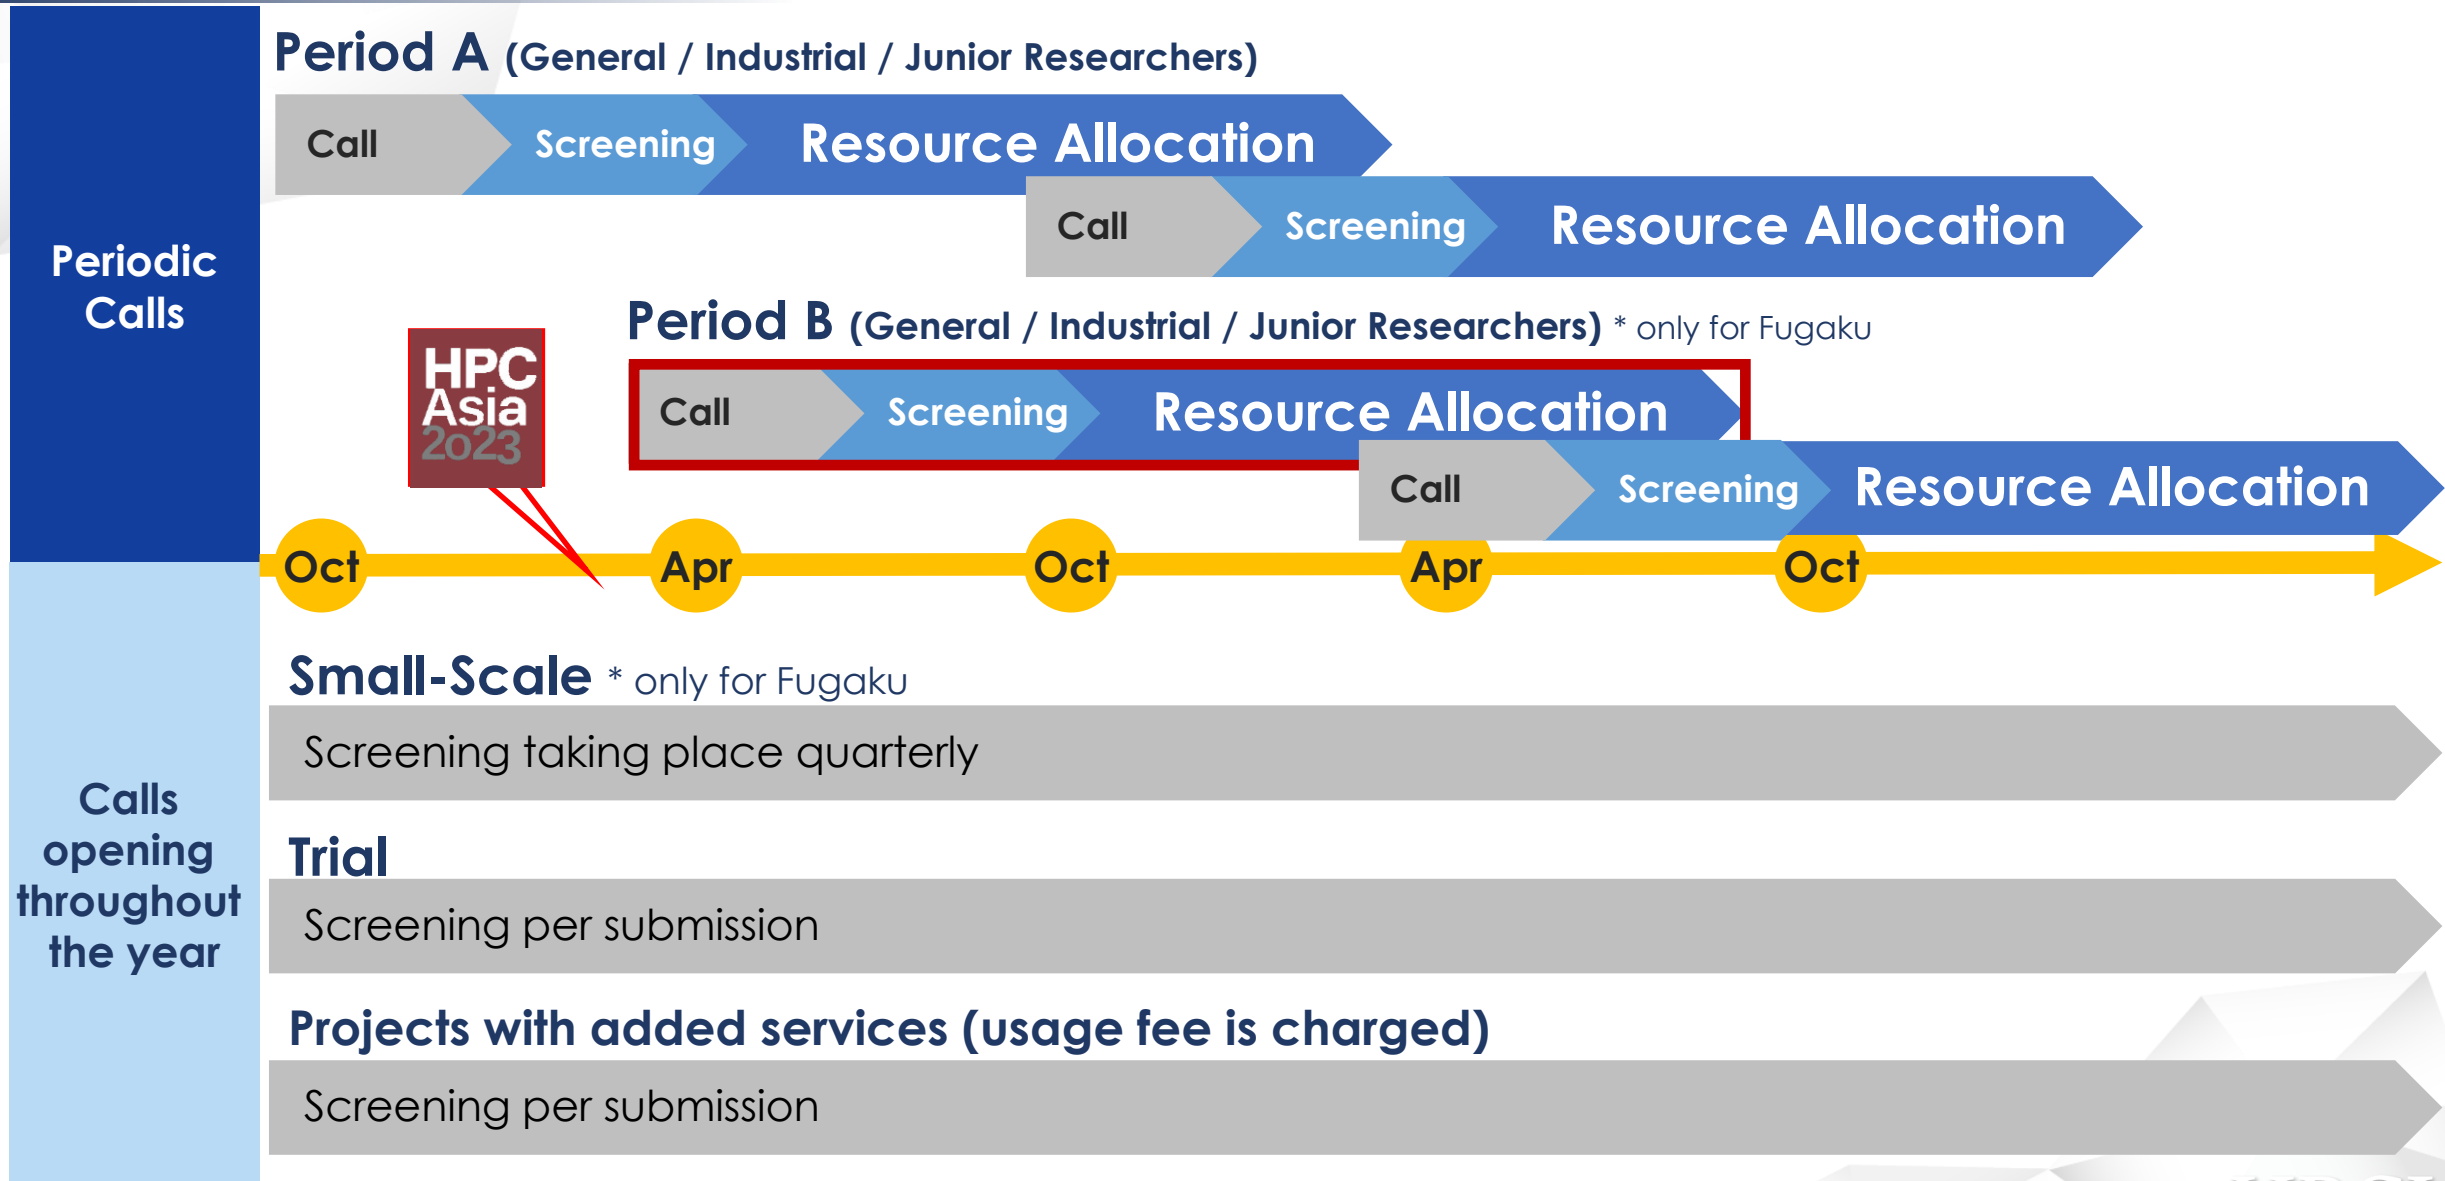 Periodic
Calls
Period A (General / Industrial / Junior Researchers)
Call
Screening
Resource Allocation
Call
Screening
Resource Allocation
Period B (General / Industrial / Junior Researchers) * only for Fugaku
HPC
Asia
2023
Call
Screening
Resource Allocation
Call
Screening
Resource Allocation
Oct
Apr
Oct
Apr
Oct
Calls
opening
throughout
the year
Small-Scale * only for Fugaku
Screening taking place quarterly
Trial
Screening per submission
Projects with added services (usage fee is charged)
Screening per submission